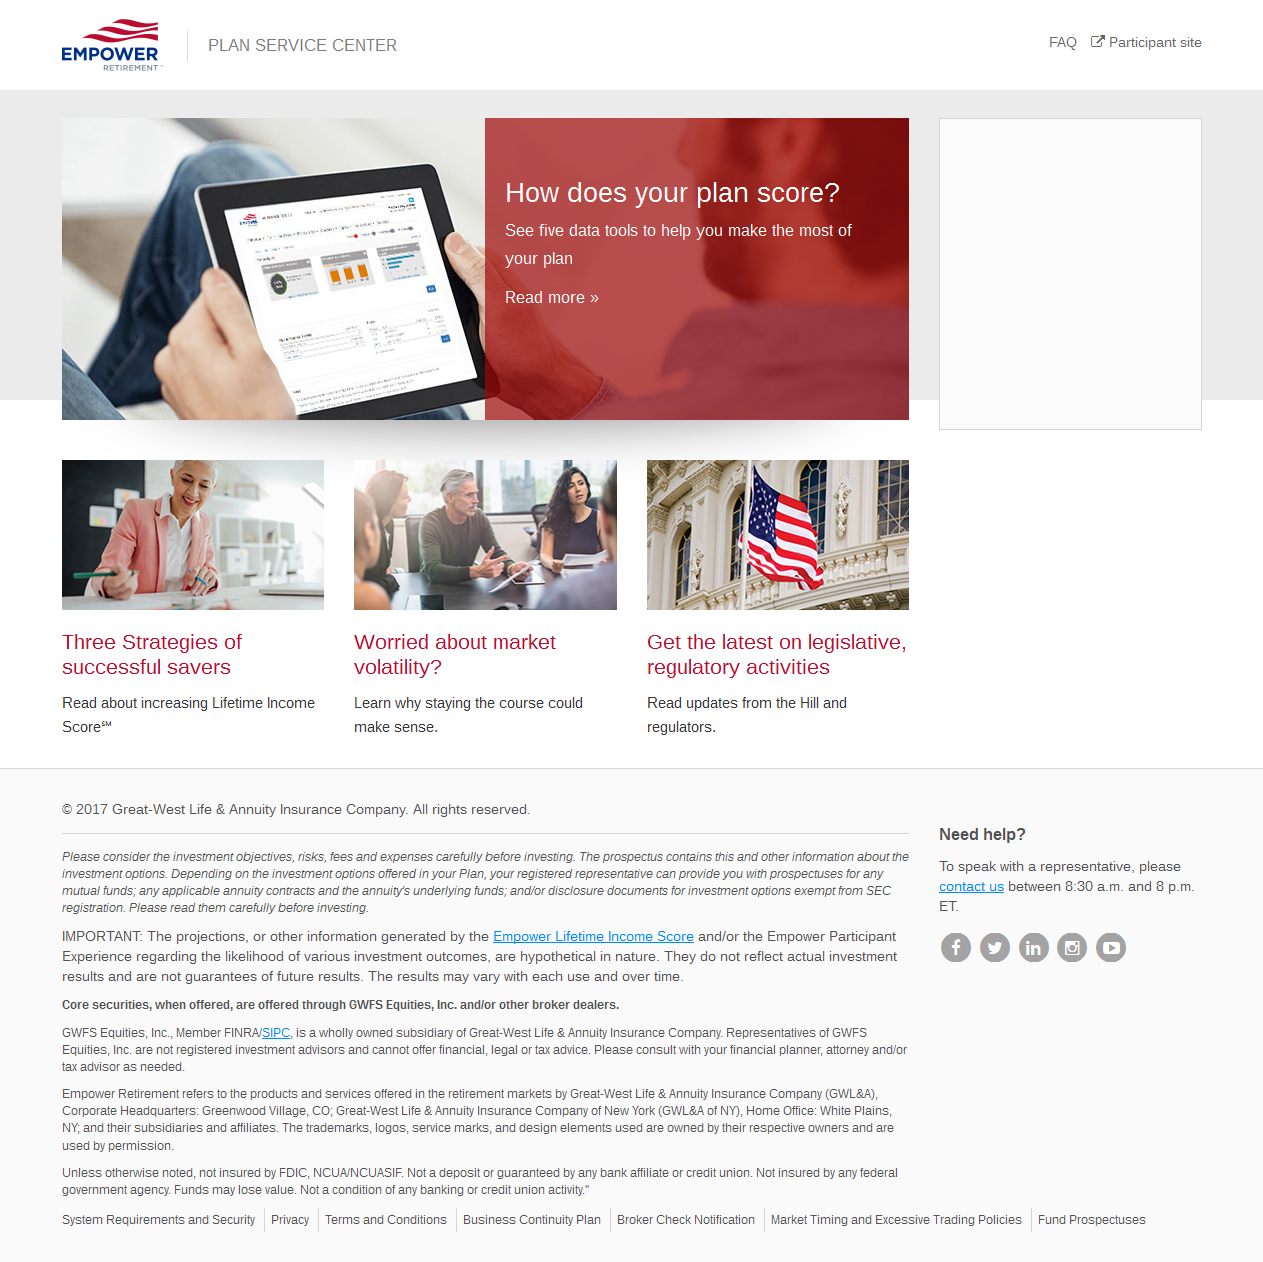 EMPOWER
RETIREMENT™
PLAN SERVICE CENTER
FAQ
Participant site
How does your plan score?
See five data tools to help you make the most of
your plan
Read more »
Three Strategies of
successful savers
Read about increasing Lifetime Income
Score℠
Worried about market
volatility?
Learn why staying the course could
make sense.
Get the latest on legislative,
regulatory activities
Read updates from the Hill and
regulators.
© 2017 Great-West Life & Annuity Insurance Company. All rights reserved.
Please consider the investment objectives, risks, fees and expenses carefully before investing. The prospectus contains this and other information about the
investment options. Depending on the investment options offered in your Plan, your registered representative can provide you with prospectuses for any
mutual funds; any applicable annuity contracts and the annuity's underlying funds; and/or disclosure documents for investment options exempt from SEC
registration. Please read them carefully before investing.
IMPORTANT: The projections, or other information generated by the Empower Lifetime Income Score and/or the Empower Participant
Experience regarding the likelihood of various investment outcomes, are hypothetical in nature. They do not reflect actual investment
results and are not guarantees of future results. The results may vary with each use and over time.
Core securities, when offered, are offered through GWFS Equities, Inc. and/or other broker dealers.
GWFS Equities, Inc., Member FINRA/SIPC, is a wholly owned subsidiary of Great-West Life & Annuity Insurance Company. Representatives of GWFS
Equities, Inc. are not registered investment advisors and cannot offer financial, legal or tax advice. Please consult with your financial planner, attorney and/or
tax advisor as needed.
Empower Retirement refers to the products and services offered in the retirement markets by Great-West Life & Annuity Insurance Company (GWL&A),
Corporate Headquarters: Greenwood Village, CO; Great-West Life & Annuity Insurance Company of New York (GWL&A of NY), Home Office: White Plains,
NY; and their subsidiaries and affiliates. The trademarks, logos, service marks, and design elements used are owned by their respective owners and are
used by permission.
Unless otherwise noted, not insured by FDIC, NCUA/NCUASIF. Not a deposit or guaranteed by any bank affiliate or credit union. Not insured by any federal
government agency. Funds may lose value. Not a condition of any banking or credit union activity."
System Requirements and Security
Privacy
Terms and Conditions
Business Continuity Plan
Broker Check Notification
Market Timing and Excessive Trading Policies
Fund Prospectuses
Need help?
To speak with a representative, please
contact us between 8:30 a.m. and 8 p.m.
ET.